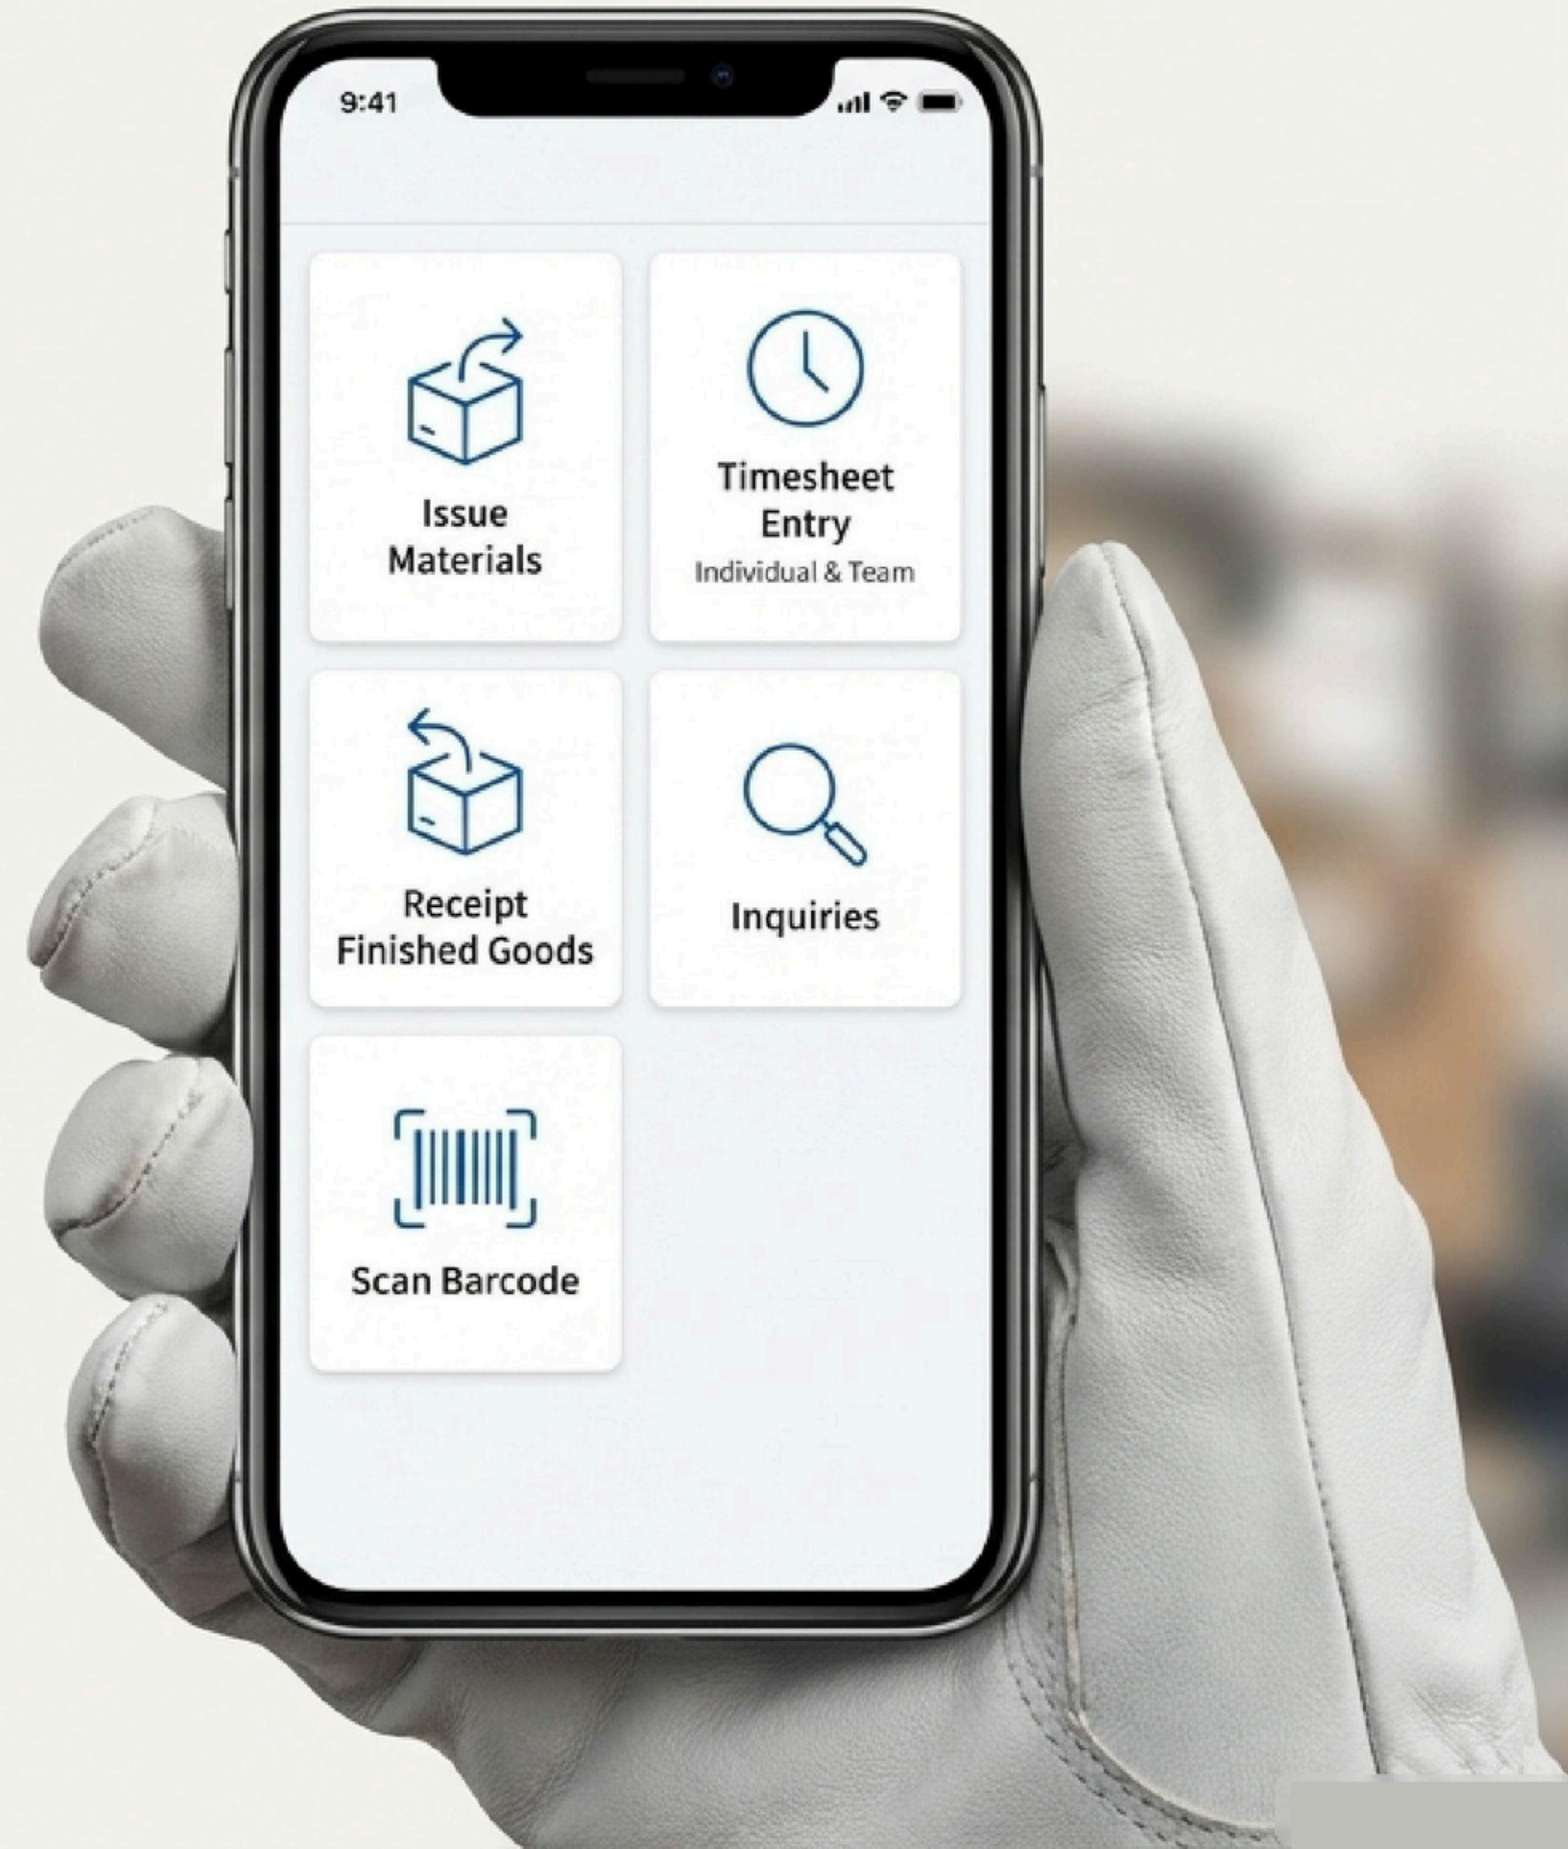 9:41
Issue
Materials
Timesheet
Entry
Individual & Team
Receipt
Finished Goods
Inquiries
Scan Barcode